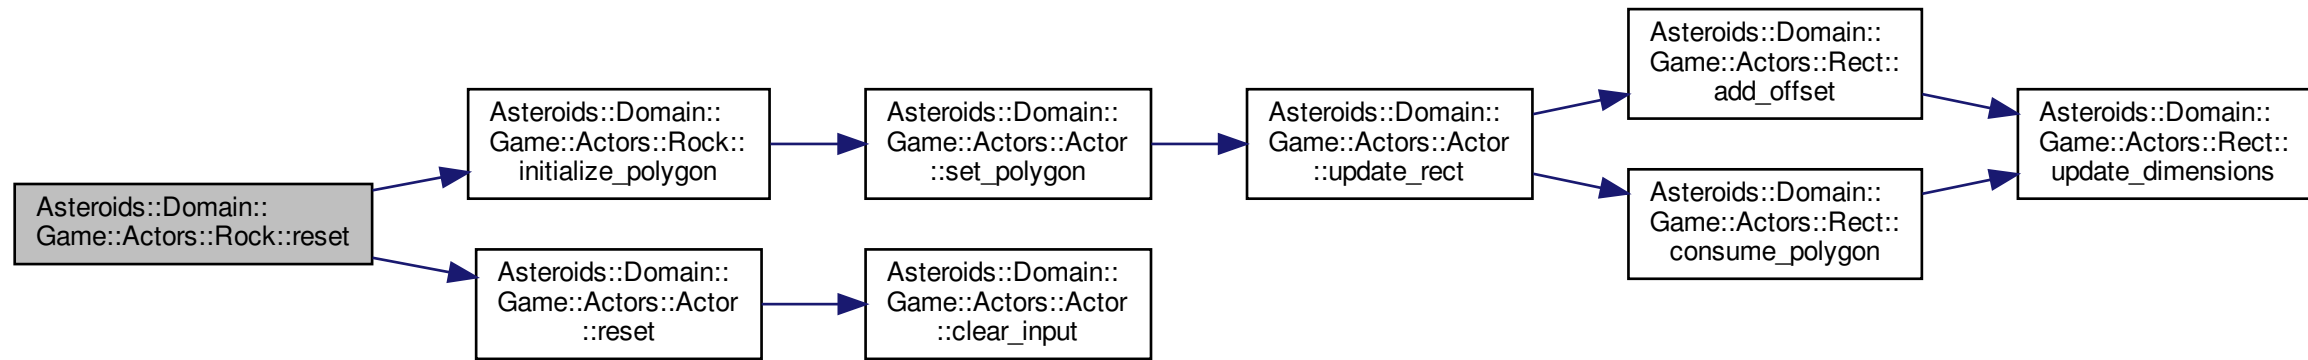 Asteroids::Domain::
Game::Actors::Rock::reset
Asteroids::Domain::
Game::Actors::Rock::
initialize_polygon
Asteroids::Domain::
Game::Actors::Actor
::reset
Asteroids::Domain::
Game::Actors::Actor
::set_polygon
Asteroids::Domain::
Game::Actors::Actor
::clear_input
Asteroids::Domain::
Game::Actors::Actor
::update_rect
Asteroids::Domain::
Game::Actors::Rect::
add_offset
Asteroids::Domain::
Game::Actors::Rect::
consume_polygon
Asteroids::Domain::
Game::Actors::Rect::
update_dimensions